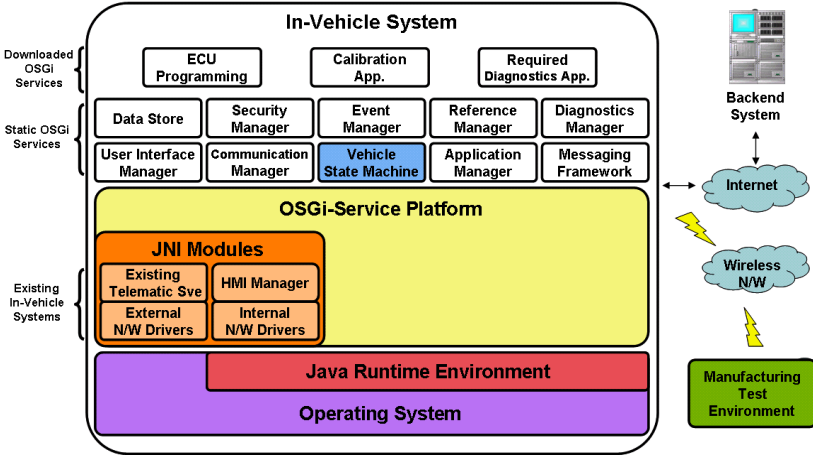 In-Vehicle System
Downloaded
OSGi
Services
ECU
Programming
Calibration
App.
Required
Diagnostics App.
Static OSGi
Services
Data Store
Security
Manager
Event
Manager
Reference
Manager
Diagnostics
Manager
User Interface
Manager
Communication
Manager
Vehicle
State Machine
Application
Manager
Messaging
Framework
OSGi-Service Platform
JNI Modules
Existing
In-Vehicle
Systems
Existing
Telematic Sve
HMI Manager
External
N/W Drivers
Internal
N/W Drivers
Java Runtime Environment
Operating System
Backend
System
Internet
Wireless
N/W
Manufacturing
Test
Environment